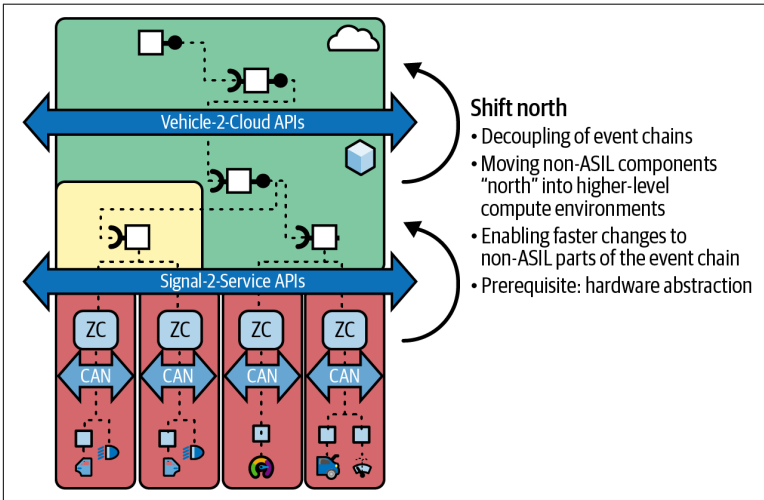 Vehicle-2-Cloud APIs
Signal-2-Service APIs
ZC
ZC
ZC
ZC
CAN
CAN
CAN
CAN
Shift north
• Decoupling of event chains
• Moving non-ASIL components
“north” into higher-level
compute environments
• Enabling faster changes to
non-ASIL parts of the event chain
• Prerequisite: hardware abstraction